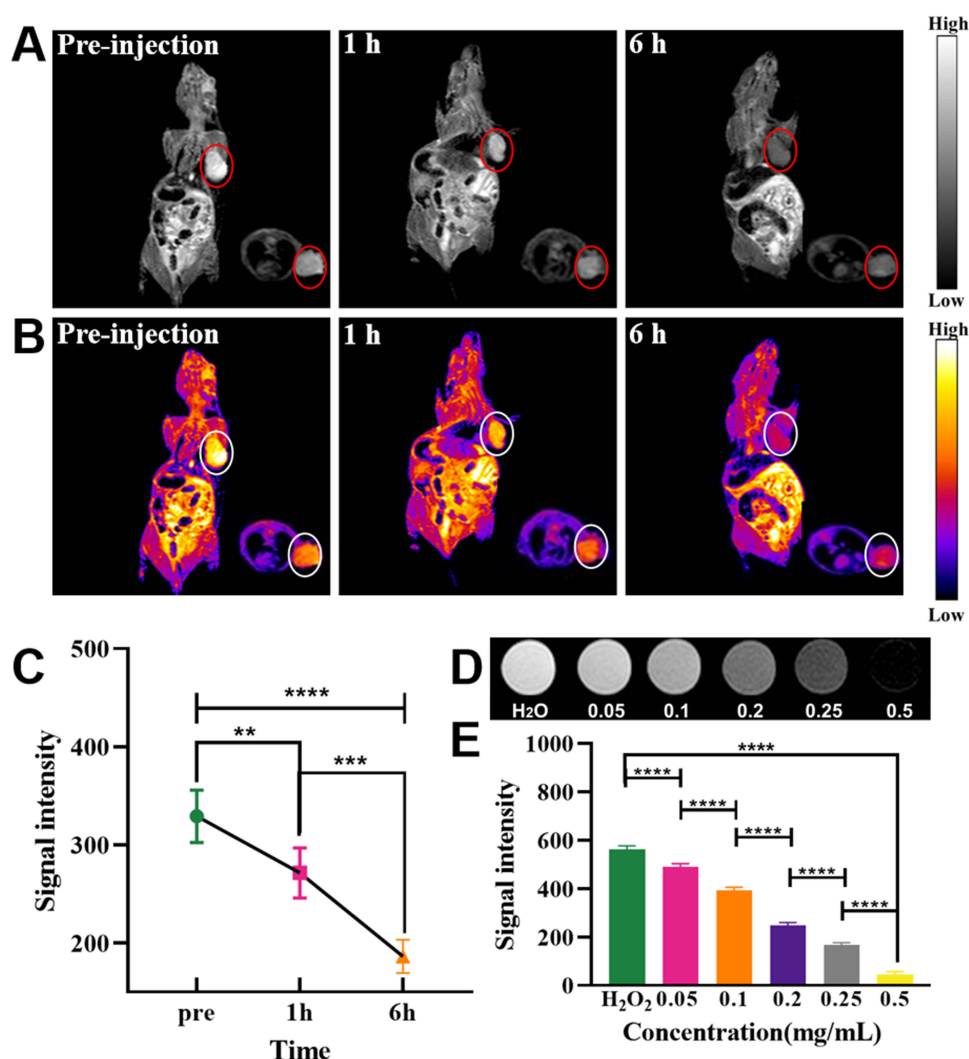 A
Pre-injection
1 h
6 h
High
Low
B
Pre-injection
1 h
6 h
High
Low
C
500
400
300
200
Signal intensity
****
**
***
pre
1h
6h
Time
D
H2O
0.05
0.1
0.2
0.25
0.5
E
1000
800
600
400
200
0
Signal intensity
****
****
****
****
****
****
H₂O₂
0.05
0.1
0.2
0.25
0.5
Concentration(mg/mL)